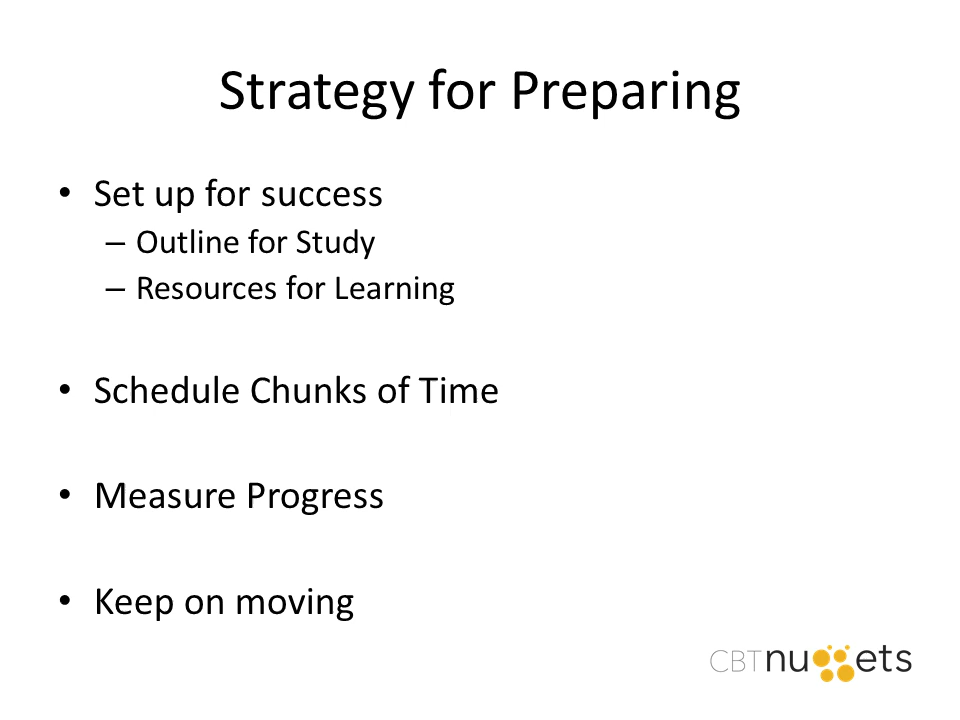 Strategy for Preparing
• Set up for success
– Outline for Study
– Resources for Learning
• Schedule Chunks of Time
• Measure Progress
• Keep on moving
CBTnuggets